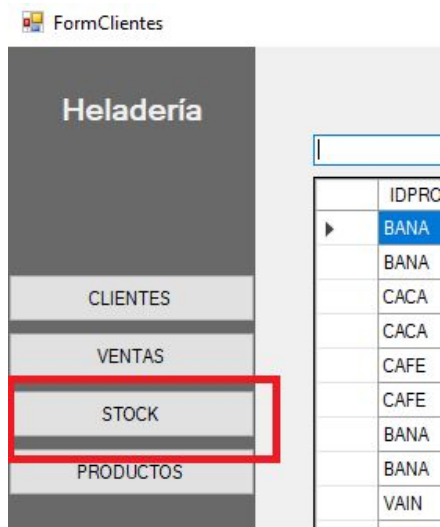 FormClientes
Heladería
CLIENTES
VENTAS
STOCK
PRODUCTOS
IDPRO
BANA
BANA
CACA
CACA
CAFE
CAFE
BANA
BANA
VAIN